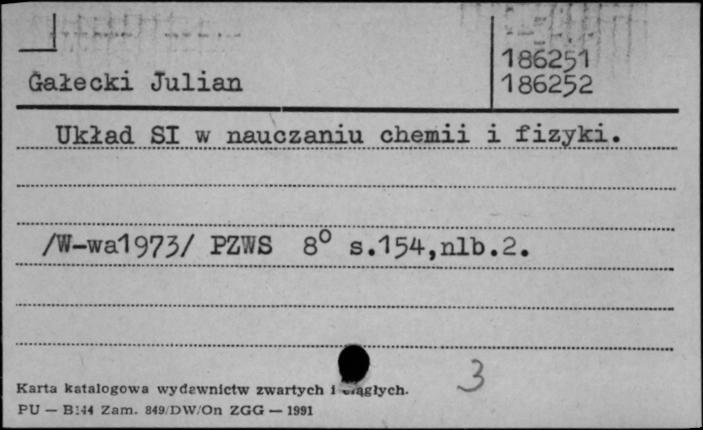 186251
Gałecki Julian 186252
Układ SI w nauczaniu chemii i fizyki.
/W-wa1973/ PZWS 8° s.154,nlb.2.
3
Karta katalogowa wydawnictw zwartych i ciągłych.
PU — B144 Zam. 849/DW/On ZGG — 1991